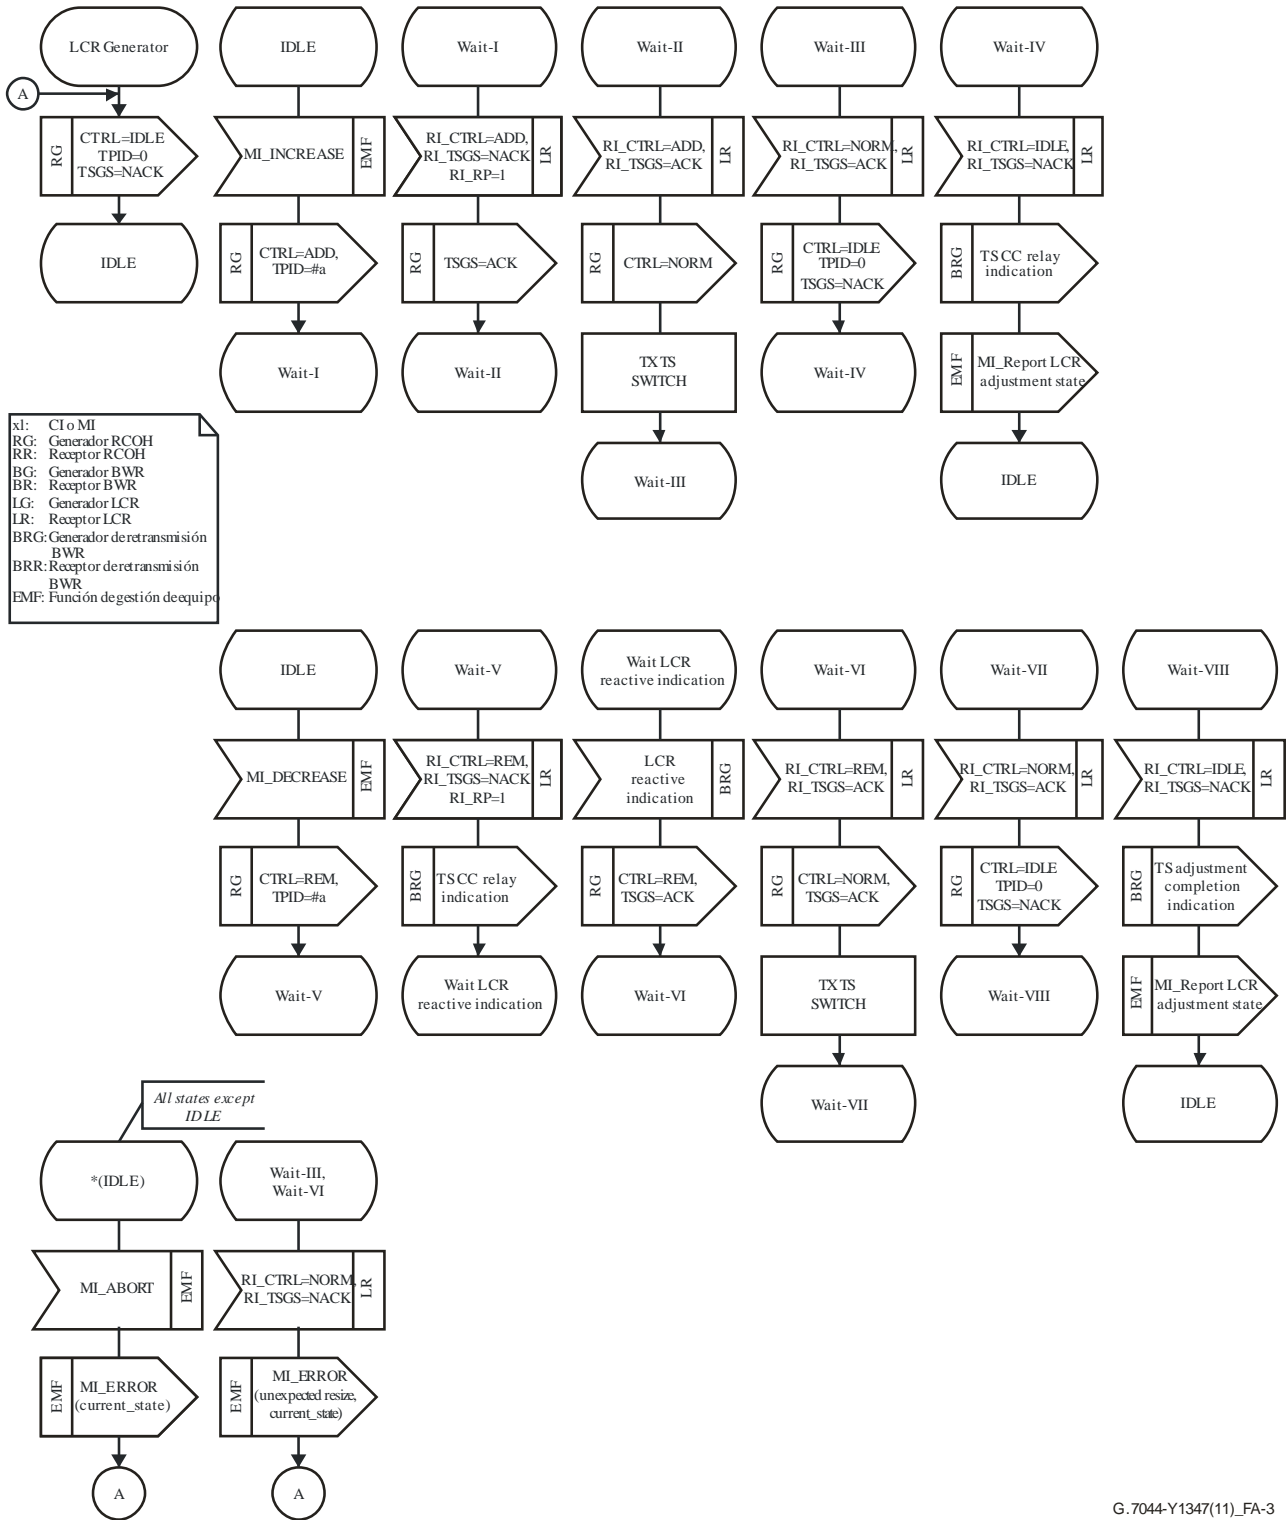 LCR Generator
A
RG
CTRL=IDLE
TPID=0
TSGS=NACK
IDLE
IDLE
MI_INCREASE
EMF
RG
CTRL=ADD,
TPID=#a
Wait-I
Wait-I
RI_CTRL=ADD,
RI_TSGS=NACK
RI_RP=1
LR
RG
TSGS=ACK
Wait-II
Wait-II
RI_CTRL=ADD,
RI_TSGS=ACK
LR
RG
CTRL=NORM
TX TS
SWITCH
Wait-III
Wait-III
RI_CTRL=NORM,
RI_TSGS=ACK
LR
RG
CTRL=IDLE
TPID=0
TSGS=NACK
Wait-IV
Wait-IV
RI_CTRL=IDLE,
RI_TSGS=NACK
LR
BRG
TSCC relay
indication
EMF
MI_Report LCR
adjustment state
IDLE
xI: CI o MI
RG: Generador RCOH
RR: Receptor RCOH
BG: Generador BWR
BR: Receptor BWR
LG: Generador LCR
LR: Receptor LCR
BRG: Generador de retransmisión
BWR
BRR: Receptor de retransmisión
BWR
EMF: Función de gestión de equipo
IDLE
MI_DECREASE
EMF
RG
CTRL=REM,
TPID=#a
Wait-V
Wait-V
RI_CTRL=REM,
RI_TSGS=NACK
RI_RP=1
LR
BRG
TSCC relay
indication
Wait LCR
reactive indication
Wait LCR
reactive indication
LCR
reactive
indication
BRG
RG
CTRL=REM,
TSGS=ACK
Wait-VI
Wait-VI
RI_CTRL=REM,
RI_TSGS=ACK
LR
RG
CTRL=NORM,
TSGS=ACK
TX TS
SWITCH
Wait-VII
Wait-VII
RI_CTRL=NORM,
RI_TSGS=ACK
LR
RG
CTRL=IDLE
TPID=0
TSGS=NACK
Wait-VIII
Wait-VIII
RI_CTRL=IDLE,
RI_TSGS=NACK
LR
BRG
TS adjustment
completion
indication
EMF
MI_Report LCR
adjustment state
IDLE
All states except
IDLE
*(IDLE)
MI_ABORT
EMF
EMF
MI_ERROR
(current_state)
A
Wait-III,
Wait-VI
RI_CTRL=NORM,
RI_TSGS=NACK
LR
EMF
MI_ERROR
(unexpected resize,
current_state)
A
G.7044-Y1347(11)_FA-3